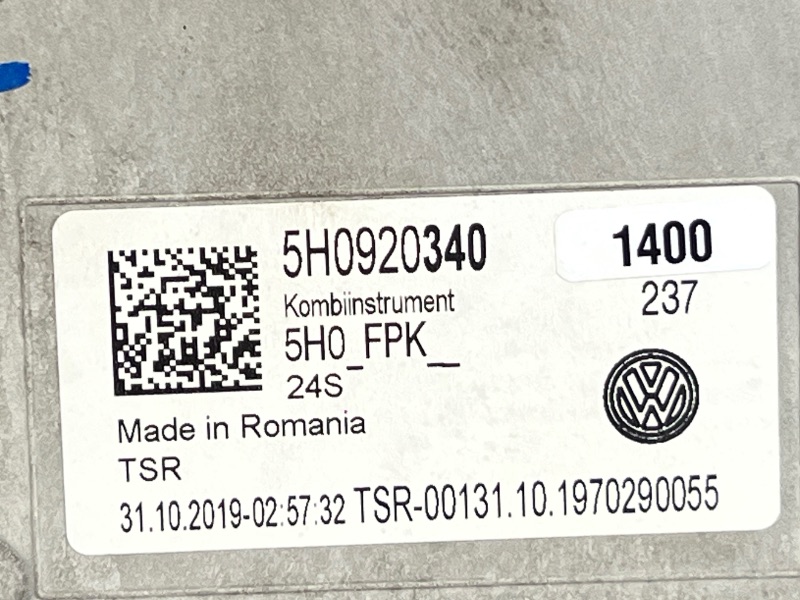 5H0920340
1400
Kombiinstrument
237
5H0_FPK__
24S
Made in Romania
TSR
31.10.2019-02:57:32 TSR-00131.10.1970290055